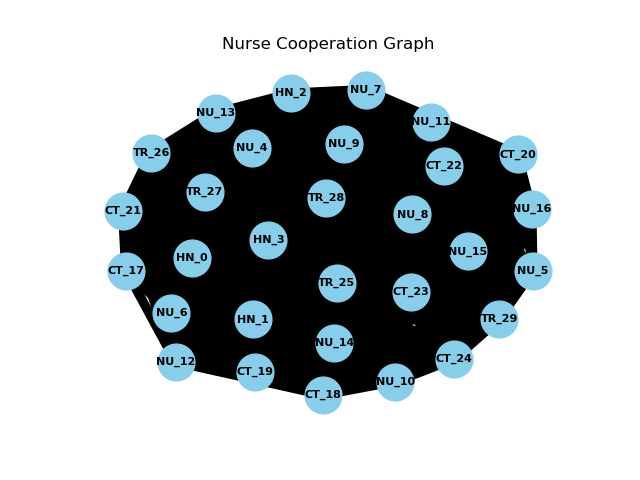 Nurse Cooperation Graph
HN_2
NU_7
NU_13
NU_11
NU_4
NU_9
TR_26
CT_20
CT_22
TR_27
TR_28
CT_21
NU_8
NU_16
HN_3
NU_15
HN_0
CT_17
NU_5
TR_25
CT_23
NU_6
HN_1
TR_29
NU_14
NU_12
CT_24
CT_19
NU_10
CT_18